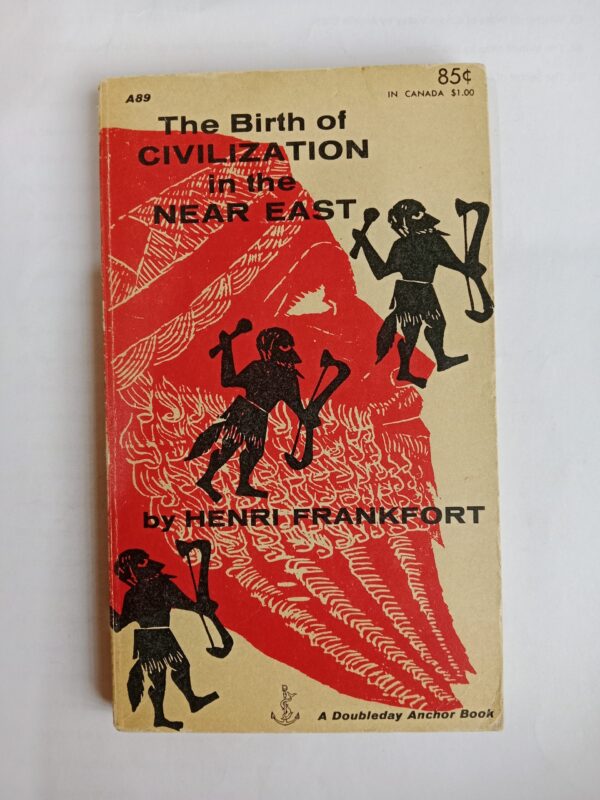 A89
85¢
IN CANADA $1.00
The Birth of
CIVILIZATION
in the
NEAR EAST
by HENRI FRANKFORT
A Doubleday Anchor Book